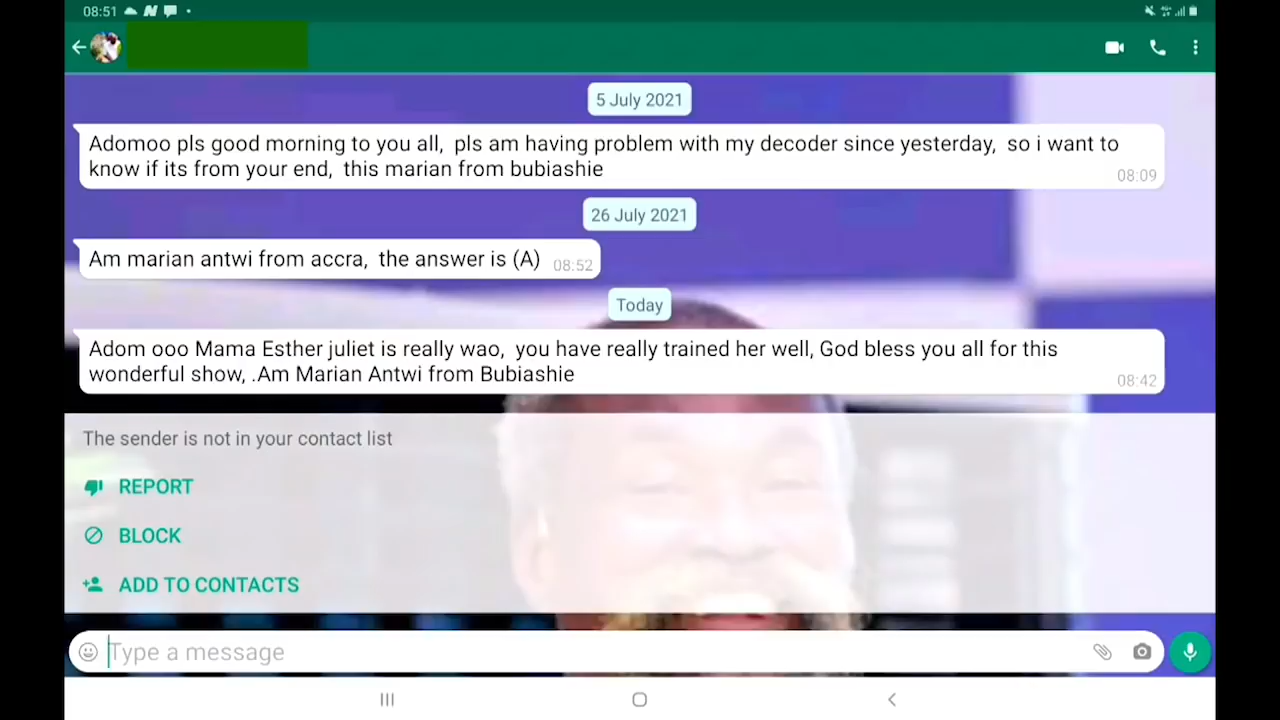 08:51
5 July 2021
Adomoo pls good morning to you all, pls am having problem with my decoder since yesterday, so i want to
know if its from your end, this marian from bubiashie
08:09
26 July 2021
Am marian antwi from accra, the answer is (A) 08:52
Today
Adom ooo Mama Esther juliet is really wao, you have really trained her well, God bless you all for this
wonderful show, .Am Marian Antwi from Bubiashie
08:42
The sender is not in your contact list
REPORT
BLOCK
ADD TO CONTACTS
Type a message